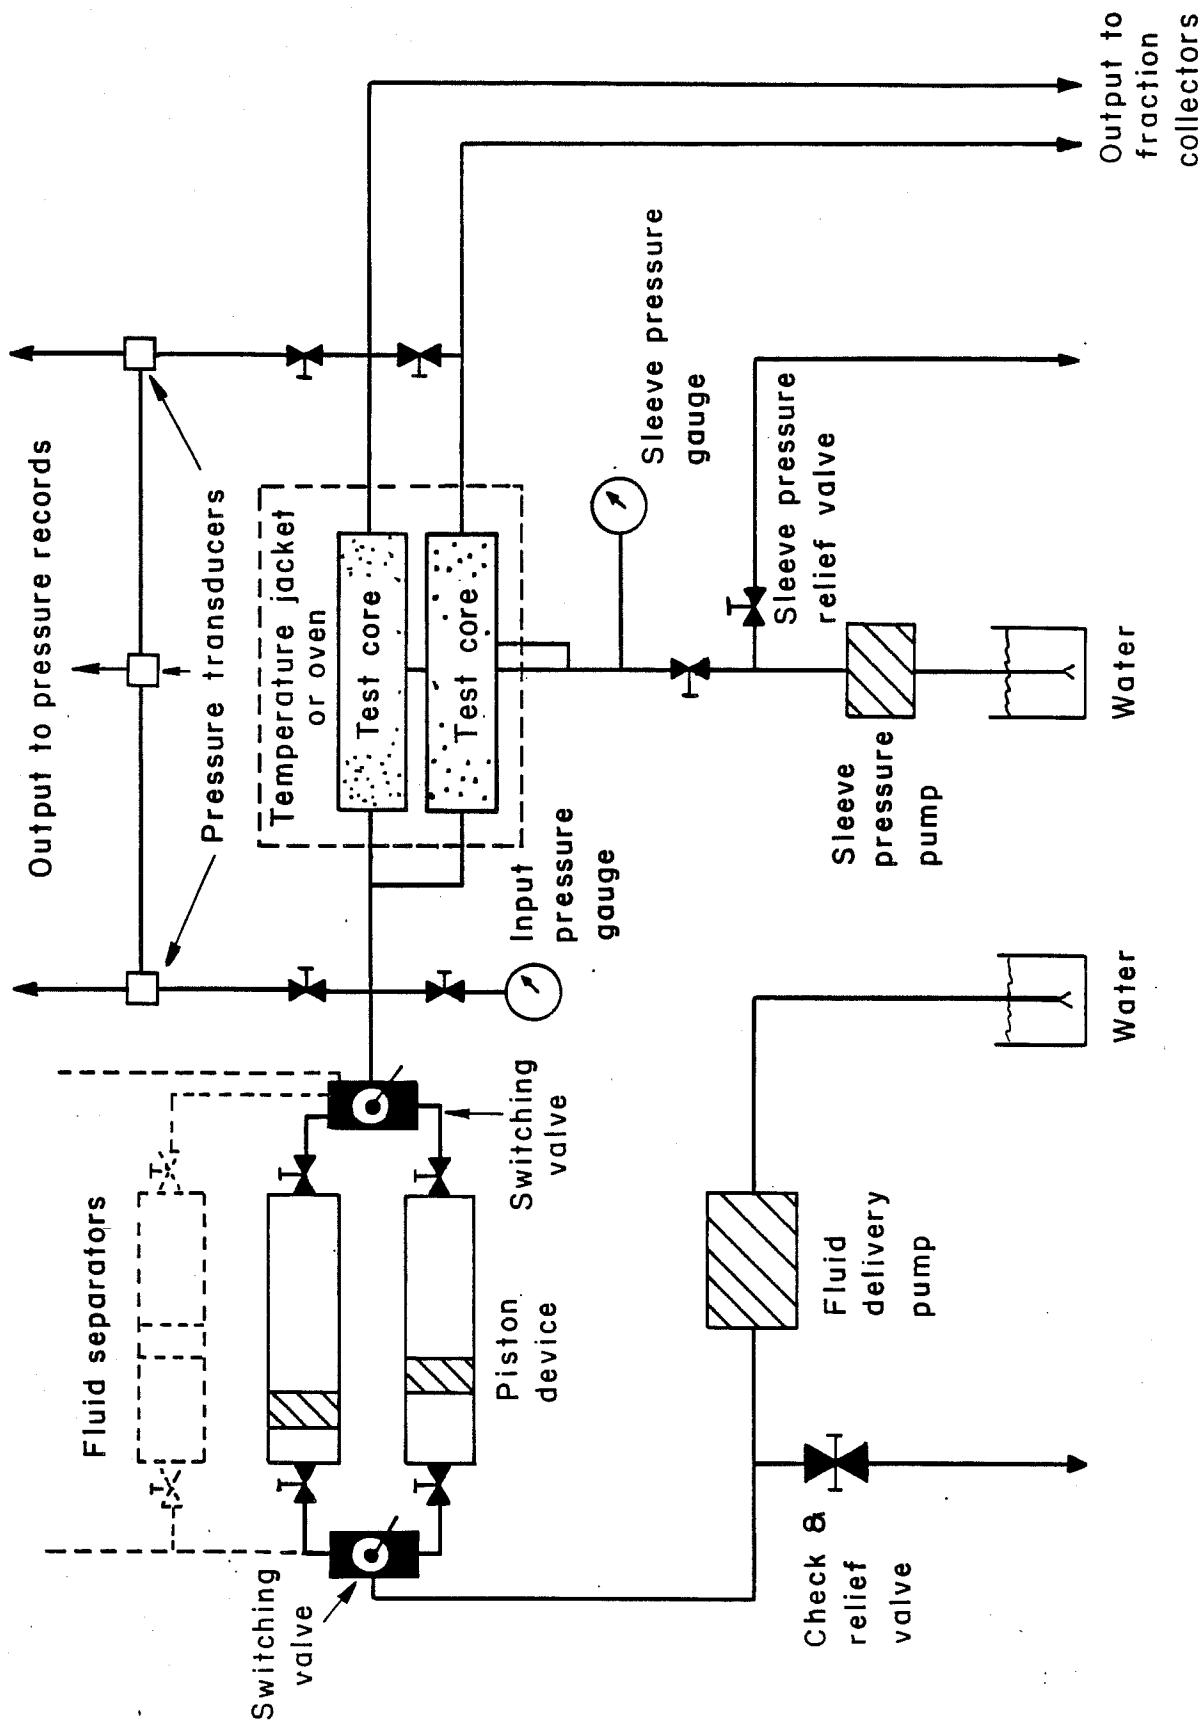 Output to pressure records
Pressure transducers
Fluid separators
Temperature jacket
or oven
Test core
Test core
Switching
valve
Switching
valve
Piston
device
Input
pressure
gauge
Sleeve pressure
gauge
Sleeve pressure
relief valve
Sleeve
pressure
pump
Fluid
delivery
pump
Check &
relief
valve
Water
Water
Output to
fraction
collectors